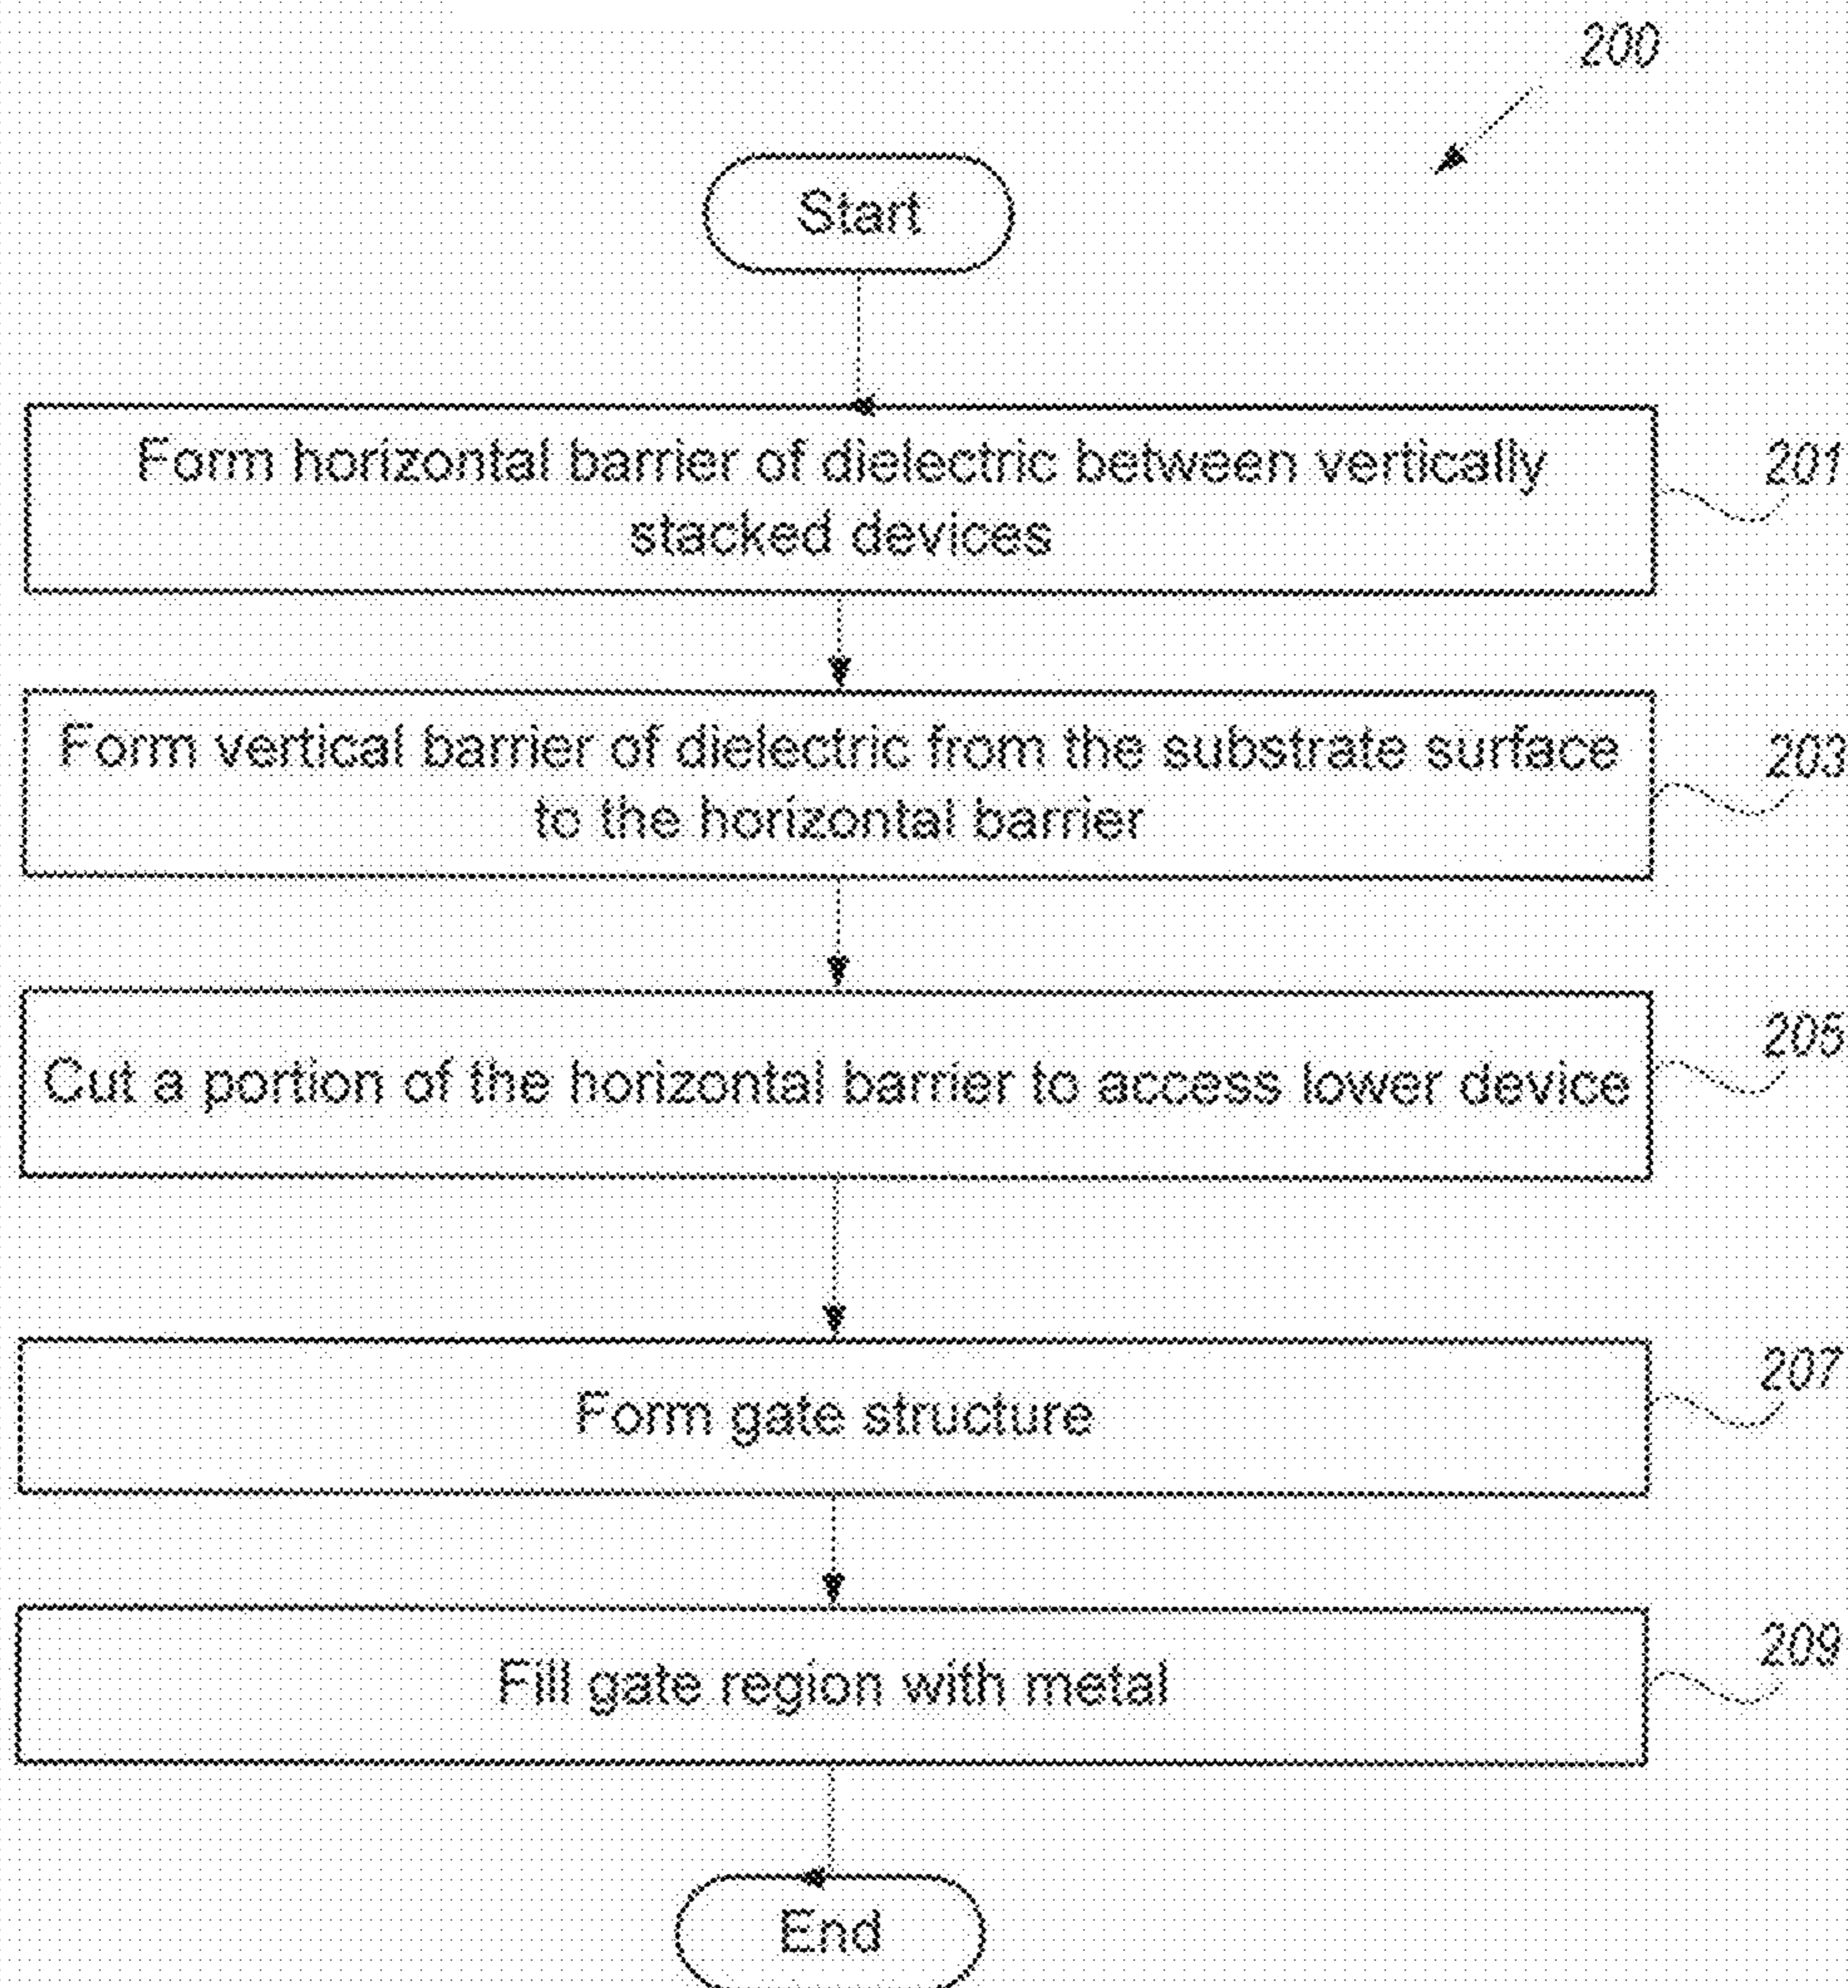 200
Start
Form horizontal barrier of dielectric between vertically
stacked devices
201
Form vertical barrier of dielectric from the substrate surface
to the horizontal barrier
203
Cut a portion of the horizontal barrier to access lower device
205
Form gate structure
207
Fill gate region with metal
209
End